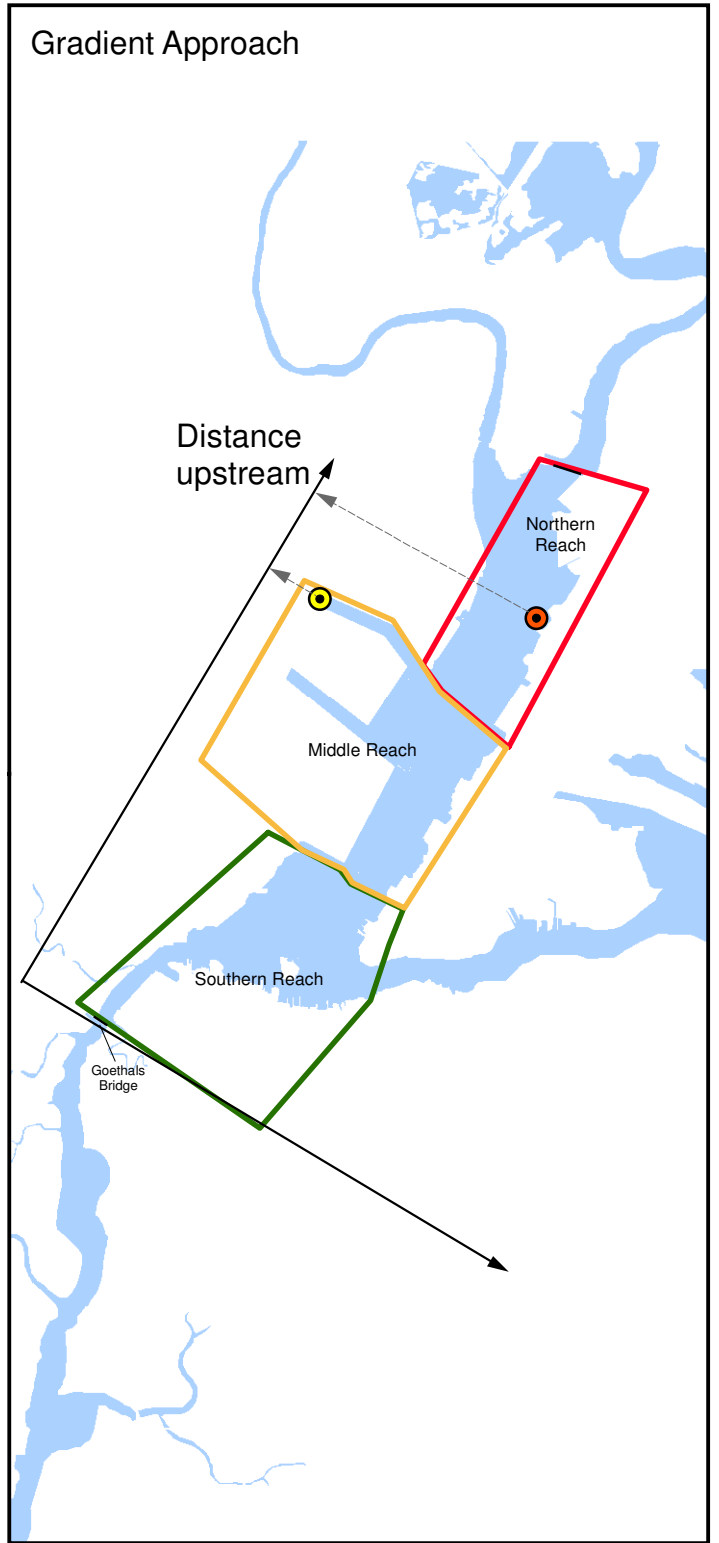 Gradient Approach
Distance
upstream
Northern
Reach
Middle Reach
Southern Reach
Goethals
Bridge